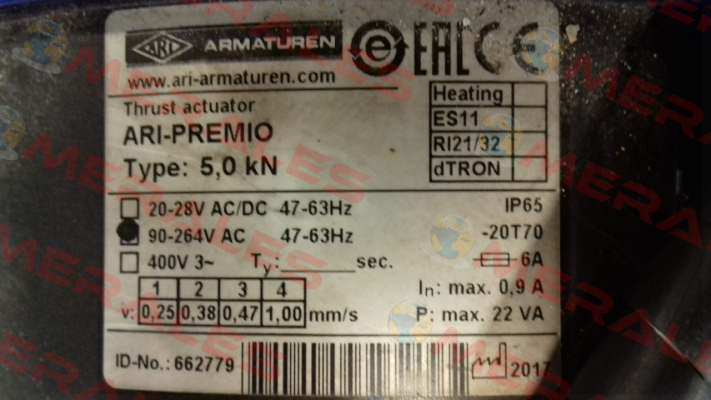 ARI ARMATUREN e EAC CE
www.ari-armaturen.com
Thrust actuator
ARI-PREMIO
Type: 5,0 kN
Heating
ES11
RI21/32
dTRON
20-28V AC/DC 47-63Hz IP65
90-264V AC 47-63Hz -20T70
400V 3~ Ty:______sec. 6A
1 2 3 4 In: max. 0,9 A
v: 0,25 0,38 0,47 1,00 mm/s P: max. 22 VA
ID-No.: 662779 2017
MERALES